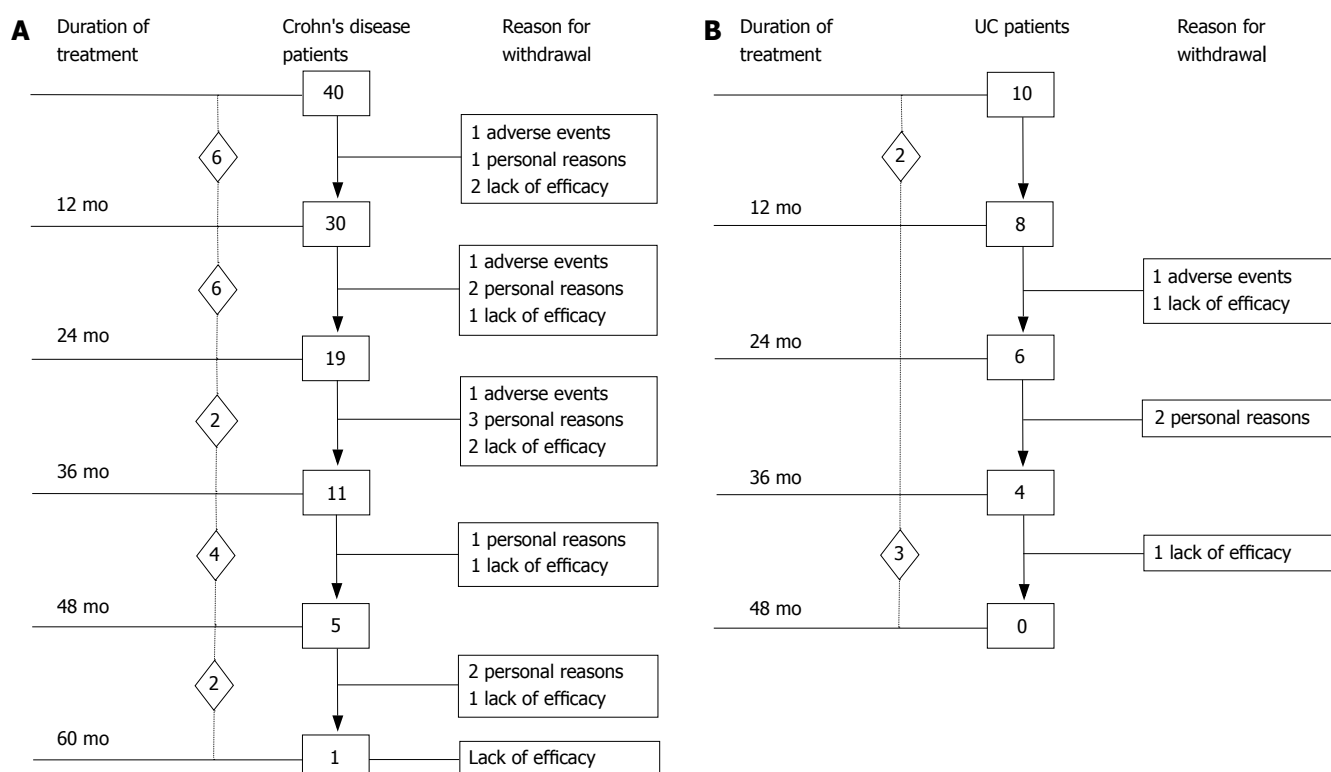 A
Duration of
treatment
Crohn's disease
patients
Reason for
withdrawal
40
6
1 adverse events
1 personal reasons
2 lack of efficacy
12 mo
30
6
1 adverse events
2 personal reasons
1 lack of efficacy
24 mo
19
2
1 adverse events
3 personal reasons
2 lack of efficacy
36 mo
11
4
1 personal reasons
1 lack of efficacy
48 mo
5
2
2 personal reasons
1 lack of efficacy
60 mo
1
Lack of efficacy
B
Duration of
treatment
UC patients
Reason for
withdrawal
10
2
12 mo
8
1 adverse events
1 lack of efficacy
24 mo
6
2 personal reasons
36 mo
4
3
1 lack of efficacy
48 mo
0